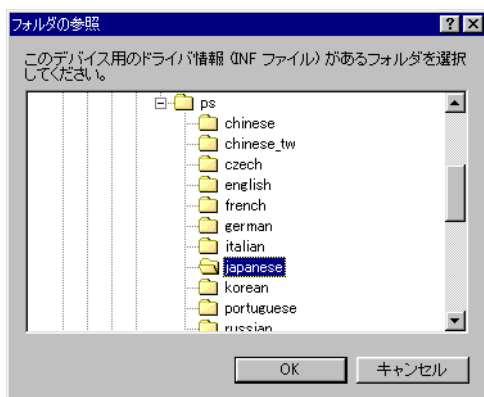 フォルダの参照
このデバイス用のドライバ情報 (INF ファイル) があるフォルダを選択
してください。
ps
chinese
chinese_tw
czech
english
french
german
italian
japanese
korean
portuguese
russian
OK
キャンセル